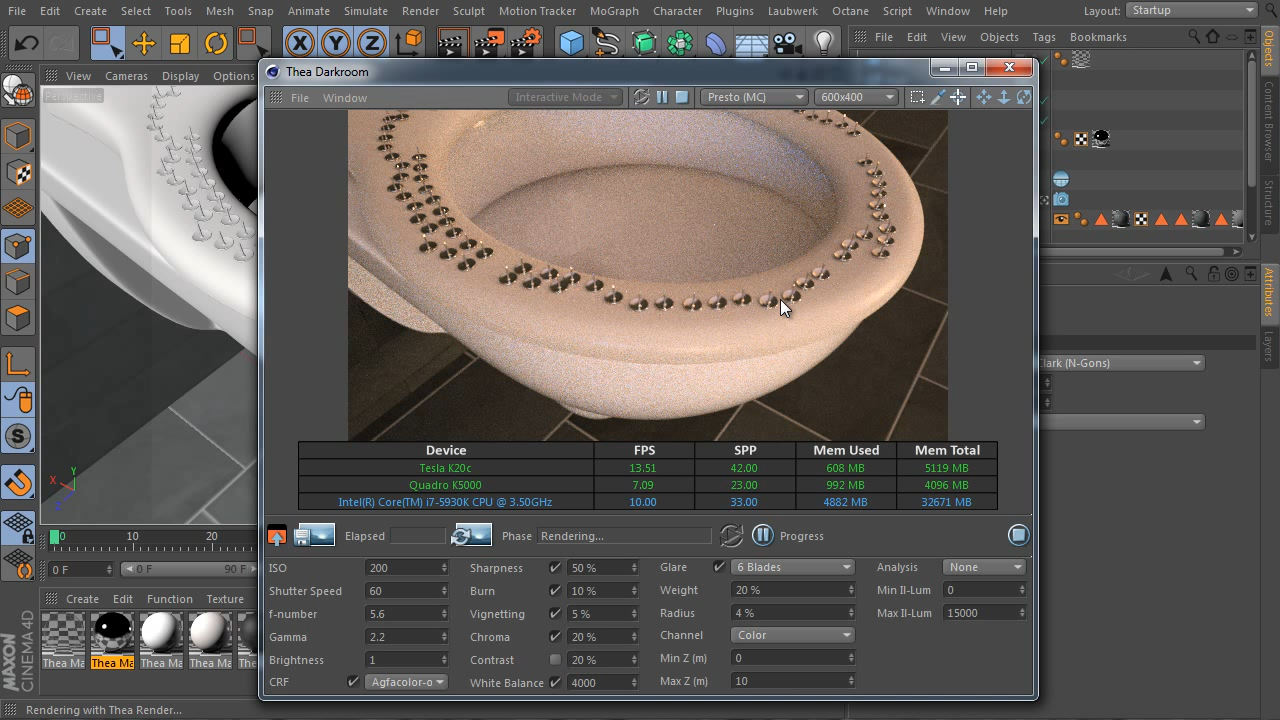 File Edit Create Select Tools Mesh Snap Animate Simulate Render Sculpt Motion Tracker MoGraph Character Plugins Laubwerk Octane Script Window Help Layout: Startup
X Y Z File Edit View Objects Tags Bookmarks
View Cameras Display Options
Perspective
Thea Darkroom
File Window Interactive Mode Presto (MC) 600x400
Objects
Content Browser
Structure
Attributes
Layers
Clark (N-Gons)
Device FPS SPP Mem Used Mem Total
Tesla K20c 13.51 42.00 608 MB 5119 MB
Quadro K5000 7.09 23.00 992 MB 4096 MB
Intel(R) Core(TM) i7-5930K CPU @ 3.50GHz 10.00 33.00 4882 MB 32671 MB
Y
X
Z
S
0 10 20
0 F 0 F 90 F
Elapsed Phase Rendering... Progress
ISO 200 Sharpness 50 % Glare 6 Blades Analysis None
Shutter Speed 60 Burn 10 % Weight 20 % Min Il-Lum 0
f-number 5.6 Vignetting 5 % Radius 4 % Max Il-Lum 15000
Gamma 2.2 Chroma 20 % Channel Color
Brightness 1 Contrast 20 % Min Z (m) 0
CRF Agfacolor-o White Balance 4000 Max Z (m) 10
Create Edit Function Texture
Thea Ma Thea Ma Thea Ma Thea Ma Thea
MAXON
CINEMA 4D
Rendering with Thea Render...